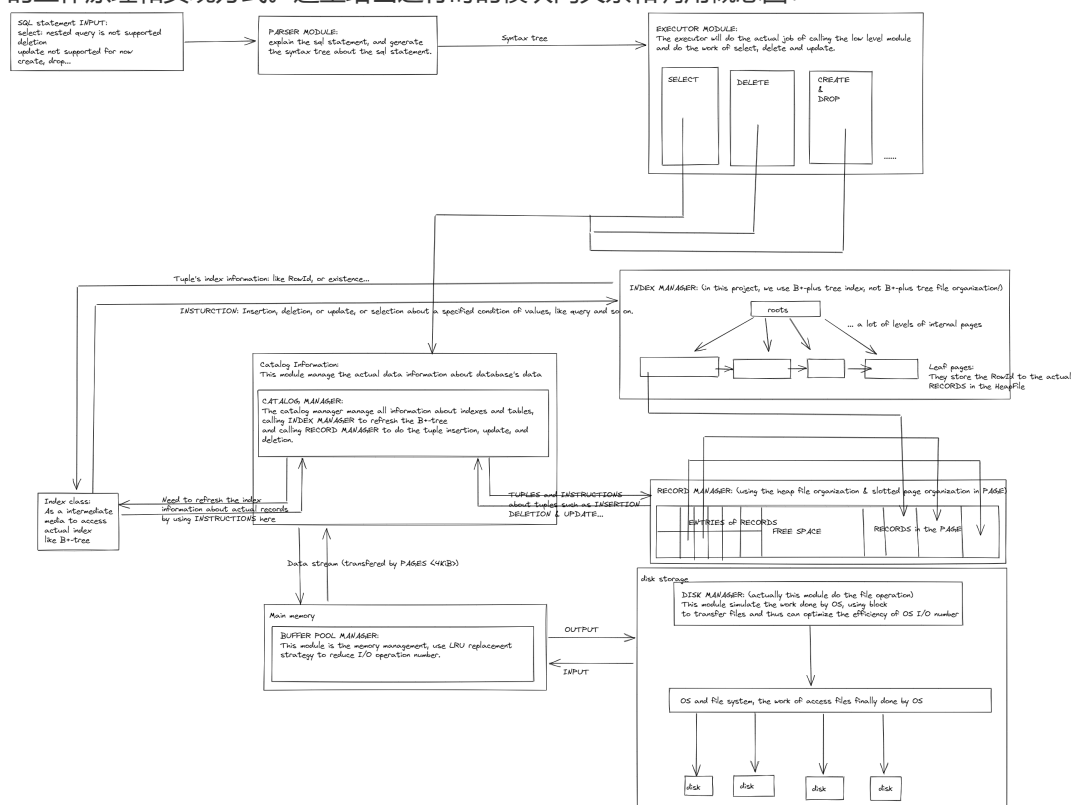 SQL statement INPUT:
select: nested query is not supported
deletion
update not supported for now
create, drop...
PARSER MODULE:
explain the sql statement, and generate
the syntax tree about the sql statement.
Syntax tree
EXECUTOR MODULE:
The executor will do the actual job of calling the low level module
and do the work of select, delete and update.
SELECT
DELETE
CREATE
&
DROP
......
Tuple's index information: like RowId, or existence...
INSTURCTION: Insertion, deletion, or update, or selection about a specified condition of values, like query and so on.
INDEX MANAGER: (in this project, we use B+-plus tree index, not B+-plus tree file organization!)
roots
... a lot of levels of internal pages
Leaf pages:
They store the RowId to the actual
RECORDS in the HeapFile
Catalog Information:
This module manage the actual data information about database's data
CATALOG MANAGER:
The catalog manager manage all information about indexes and tables,
calling INDEX MANAGER to refresh the B+-tree
and calling RECORD MANAGER to do the tuple insertion, update, and
deletion.
Index class:
As a intermediate
media to access
actual index
like B+-tree
Need to refresh the index
information about actual records
by using INSTRUCTIONS here
TUPLES and INSTRUCTIONS
about tuples such as INSERTION
DELETION & UPDATE...
RECORD MANAGER: (using the heap file organization & slotted page organization in PAGE)
ENTRIES of RECORDS
FREE SPACE
RECORDS in the PAGE
Data stream (transfered by PAGES <4KiB>)
Main memory
BUFFER POOL MANAGER:
This module is the memory management, use LRU replacement
strategy to reduce I/O operation number.
OUTPUT
INPUT
disk storage
DISK MANAGER: (actually this module do the file operation)
This module simulate the work done by OS, using block
to transfer files and thus can optimize the efficiency of OS I/O number
OS and file system, the work of access files finally done by OS
disk
disk
disk
disk